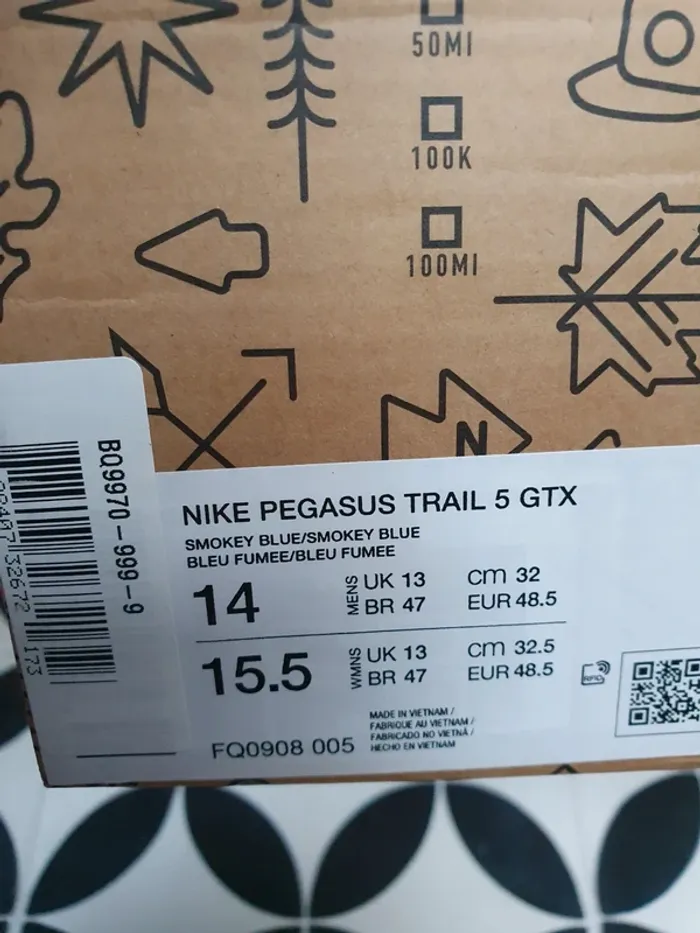 50MI
100K
100MI
N
BQ9970-999-9
NIKE PEGASUS TRAIL 5 GTX
SMOKEY BLUE/SMOKEY BLUE
BLEU FUMEE/BLEU FUMEE
14 MENS UK 13 cm 32
BR 47 EUR 48.5
15.5 WMNS UK 13 cm 32.5
BR 47 EUR 48.5
RFID
MADE IN VIETNAM /
FABRIQUE AU VIETNAM /
FABRICADO NO VIETNÃ /
HECHO EN VIETNAM
FQ0908 005
173